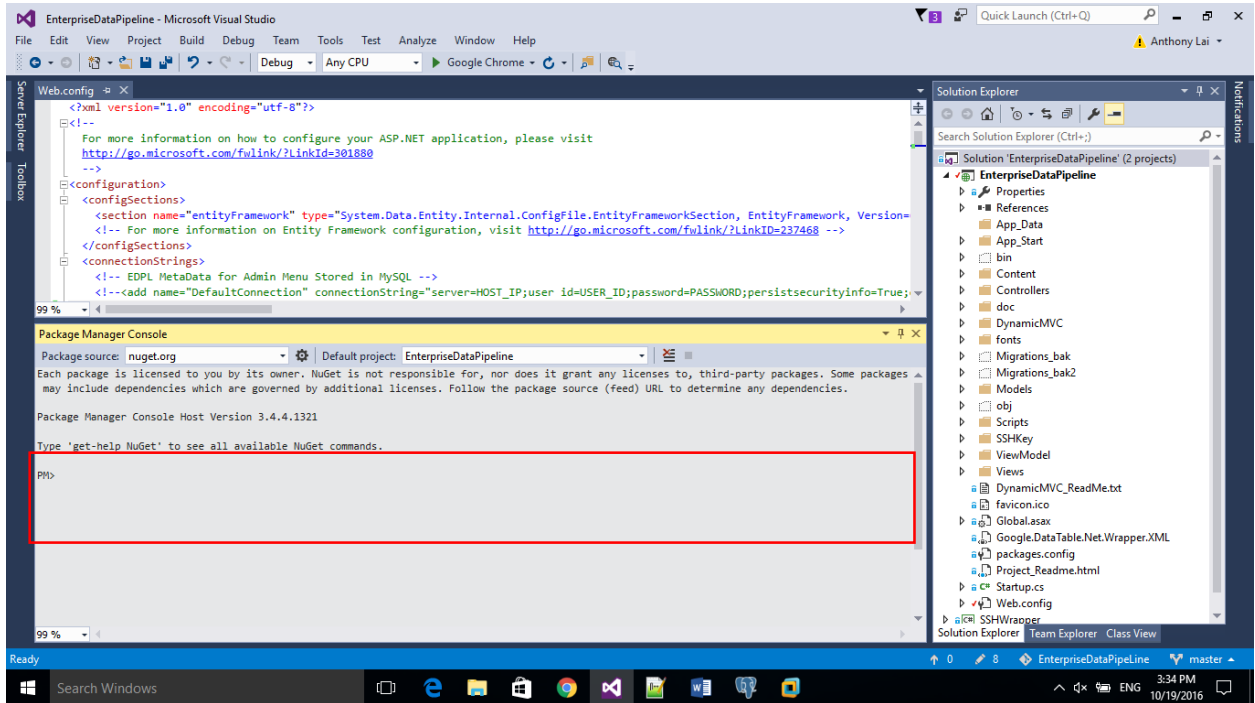 EnterpriseDataPipeline - Microsoft Visual Studio
3
Quick Launch (Ctrl+Q)
File Edit View Project Build Debug Team Tools Test Analyze Window Help
Anthony Lai
Debug Any CPU Google Chrome
Server Explorer
Toolbox
Web.config
<?xml version="1.0" encoding="utf-8"?>
<!--
For more information on how to configure your ASP.NET application, please visit
http://go.microsoft.com/fwlink/?LinkId=301880
-->
<configuration>
<configSections>
<section name="entityFramework" type="System.Data.Entity.Internal.ConfigFile.EntityFrameworkSection, EntityFramework, Version=
<!-- For more information on Entity Framework configuration, visit http://go.microsoft.com/fwlink/?LinkID=237468 -->
</configSections>
<connectionStrings>
<!-- EDPL MetaData for Admin Menu Stored in MySQL -->
<!--<add name="DefaultConnection" connectionString="server=HOST_IP;user id=USER_ID;password=PASSWORD;persistsecurityinfo=True;
99 %
Package Manager Console
Package source: nuget.org Default project: EnterpriseDataPipeline
Each package is licensed to you by its owner. NuGet is not responsible for, nor does it grant any licenses to, third-party packages. Some packages
may include dependencies which are governed by additional licenses. Follow the package source (feed) URL to determine any dependencies.
Package Manager Console Host Version 3.4.4.1321
Type 'get-help NuGet' to see all available NuGet commands.
PM>
99 %
Solution Explorer
Search Solution Explorer (Ctrl+;)
Solution 'EnterpriseDataPipeline' (2 projects)
EnterpriseDataPipeline
Properties
References
App_Data
App_Start
bin
Content
Controllers
doc
DynamicMVC
fonts
Migrations_bak
Migrations_bak2
Models
obj
Scripts
SSHKey
ViewModel
Views
DynamicMVC_ReadMe.txt
favicon.ico
Global.asax
Google.DataTable.Net.Wrapper.XML
packages.config
Project_Readme.html
C# Startup.cs
Web.config
C# SSHWrapper
Solution Explorer Team Explorer Class View
Notifications
Ready
0 8 EnterpriseDataPipeLine master
Search Windows
ENG
3:34 PM
10/19/2016